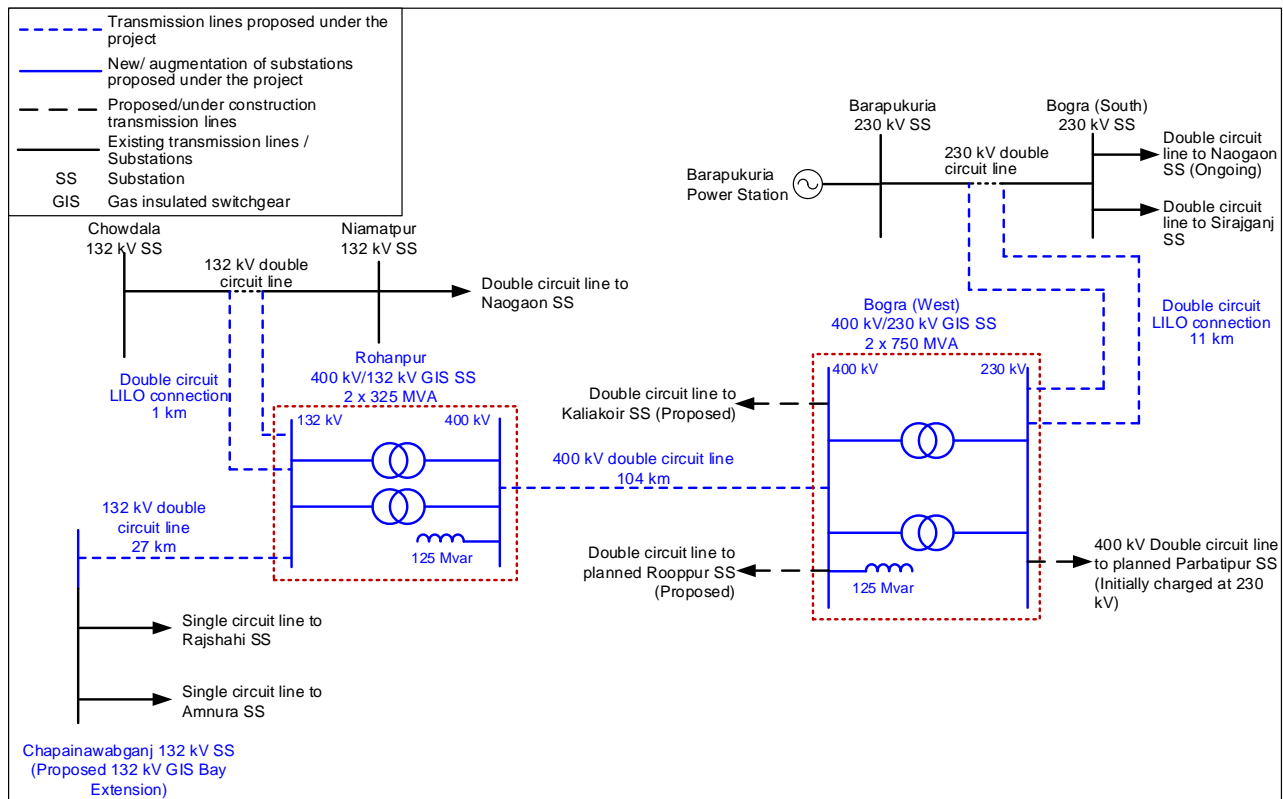 Transmission lines proposed under the
project
New/ augmentation of substations
proposed under the project
Proposed/under construction
transmission lines
Existing transmission lines /
Substations
SS Substation
GIS Gas insulated switchgear
Barapukuria
230 kV SS
Bogra (South)
230 kV SS
230 kV double
circuit line
Double circuit
line to Naogaon
SS (Ongoing)
Barapukuria
Power Station
Double circuit
line to Sirajganj
SS
Chowdala
132 kV SS
Niamatpur
132 kV SS
132 kV double
circuit line
Double circuit line to
Naogaon SS
Bogra (West)
400 kV/230 kV GIS SS
2 x 750 MVA
Double circuit
LILO connection
11 km
Rohanpur
400 kV/132 kV GIS SS
2 x 325 MVA
Double circuit
LILO connection
1 km
400 kV
230 kV
Double circuit line to
Kaliakoir SS (Proposed)
132 kV
400 kV
400 kV double circuit line
104 km
132 kV double
circuit line
27 km
125 Mvar
Double circuit line to
planned Rooppur SS
(Proposed)
125 Mvar
400 kV Double circuit line
to planned Parbatipur SS
(Initially charged at 230
kV)
Single circuit line to
Rajshahi SS
Single circuit line to
Amnura SS
Chapainawabganj 132 kV SS
(Proposed 132 kV GIS Bay
Extension)